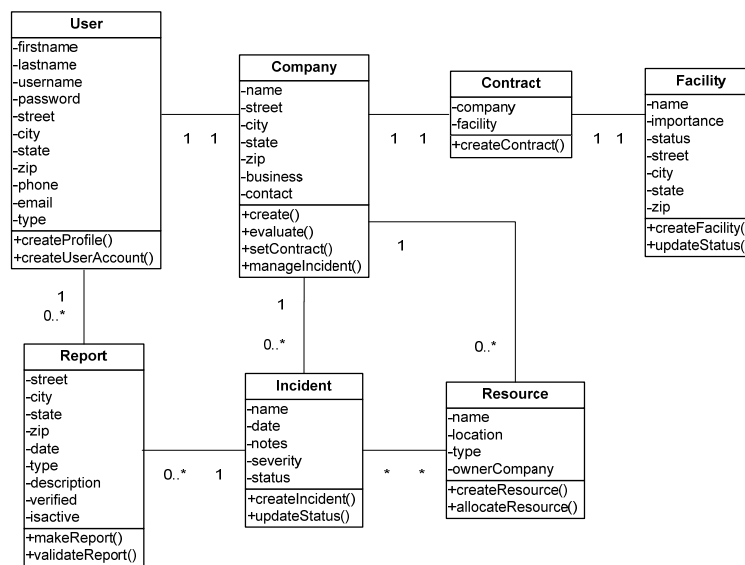 User
-firstname
-lastname
-username
-password
-street
-city
-state
-zip
-phone
-email
-type
+createProfile()
+createUserAccount()
1 1
Company
-name
-street
-city
-state
-zip
-business
-contact
+create()
+evaluate()
+setContract()
+manageIncident()
1 1
Contract
-company
-facility
+createContract()
1 1
Facility
-name
-importance
-status
-street
-city
-state
-zip
+createFacility(
+updateStatus(
1
0..*
1
0..*
1
0..*
Report
-street
-city
-state
-zip
-date
-type
-description
-verified
-isactive
+makeReport()
+validateReport()
0..* 1
Incident
-name
-date
-notes
-severity
-status
+createIncident()
+updateStatus()
* *
Resource
-name
-location
-type
-ownerCompany
+createResource()
+allocateResource()